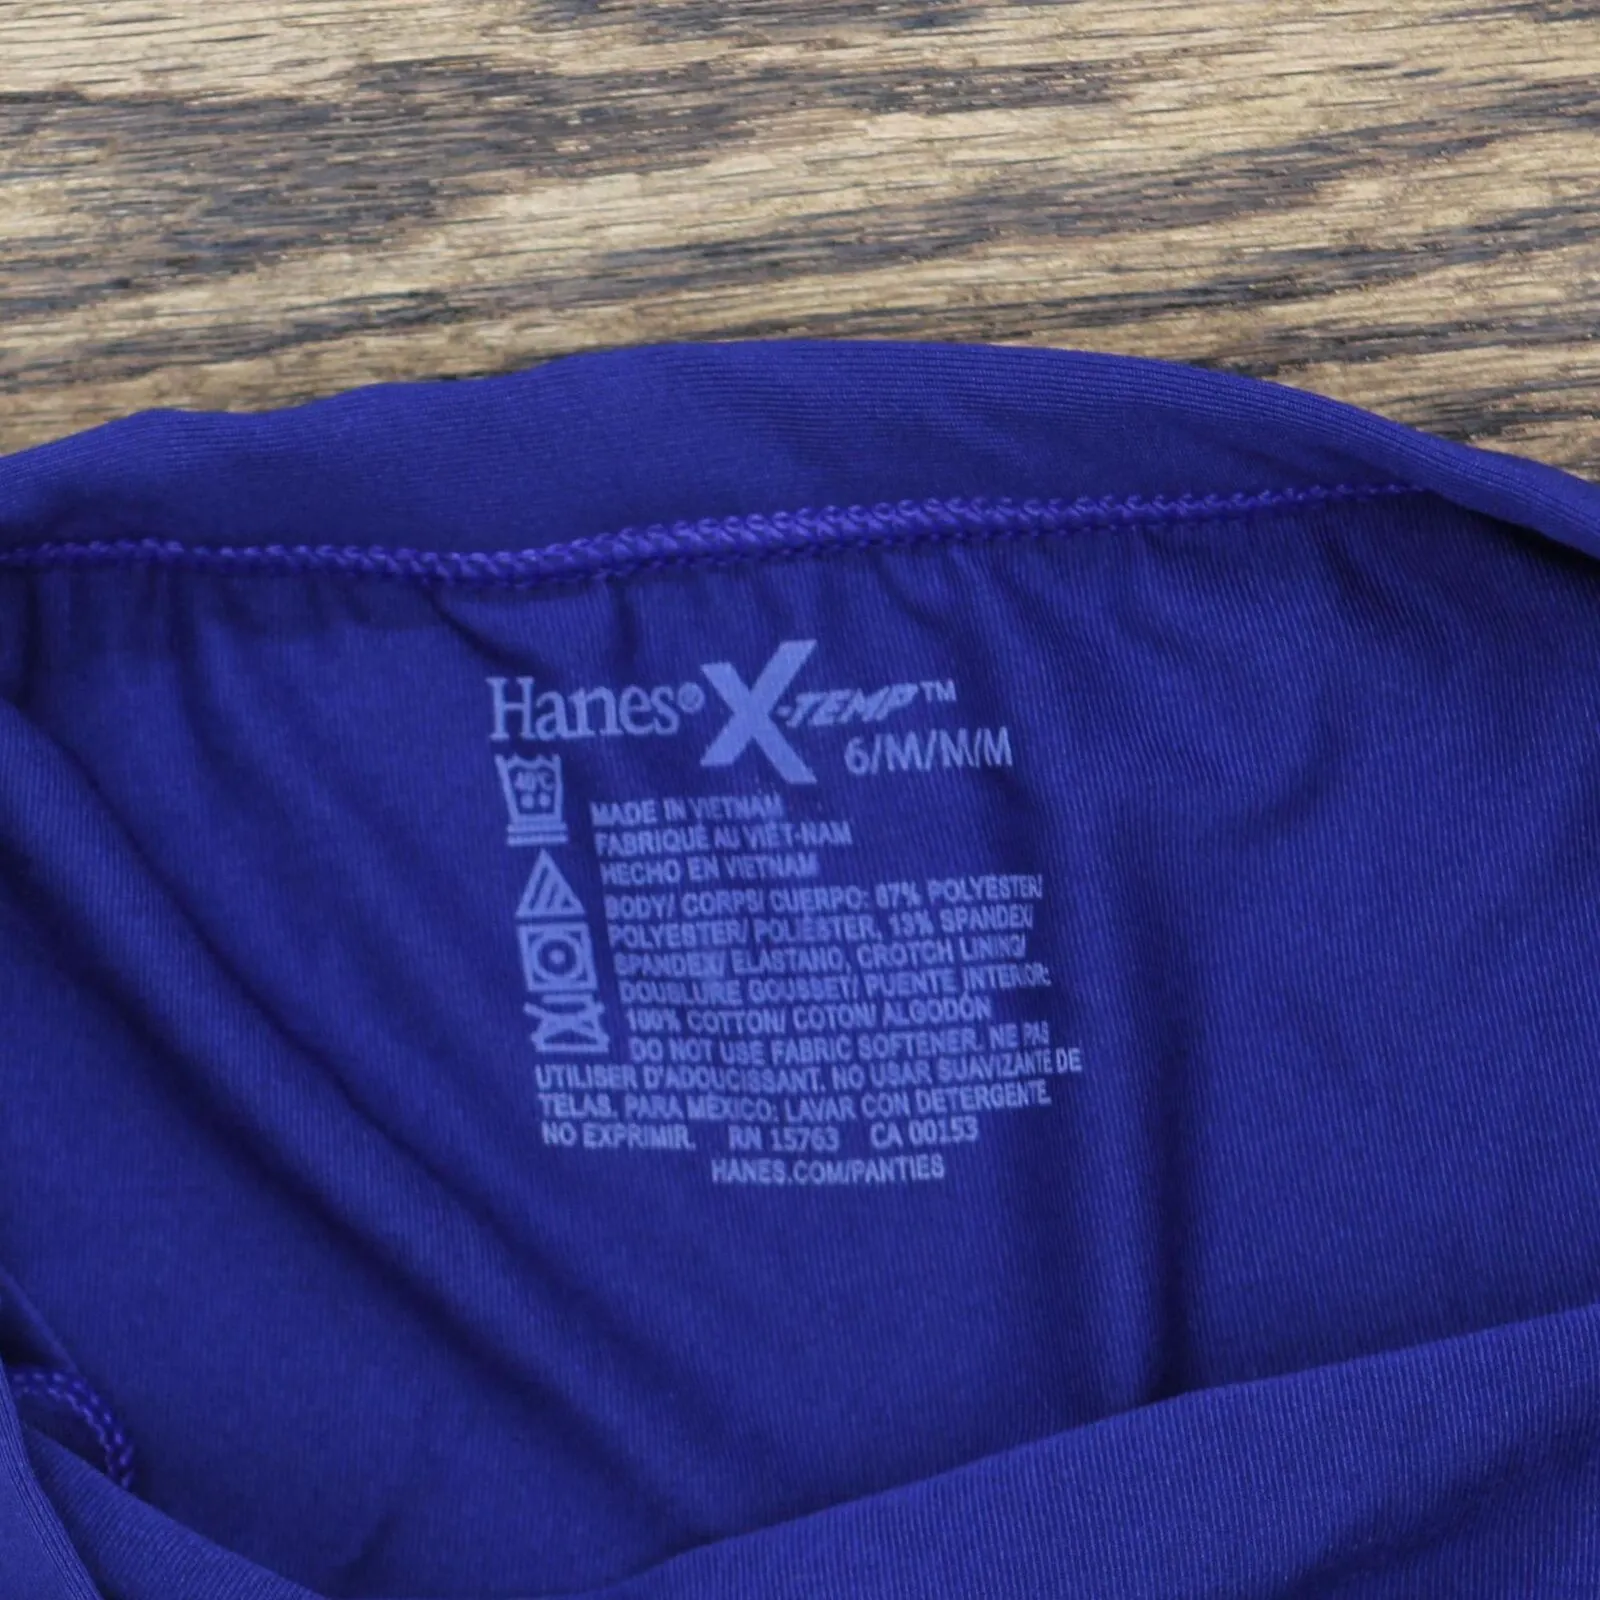 Hanes® X-TEMP™
6/M/M/M
40°C
MADE IN VIETNAM
FABRIQUÉ AU VIÊT-NAM
HECHO EN VIETNAM
BODY/ CORPS/ CUERPO: 87% POLYESTER/
POLYESTER/ POLIÉSTER, 13% SPANDEX/
SPANDEX/ ELASTANO, CROTCH LINING/
DOUBLURE GOUSSET/ PUENTE INTERIOR:
100% COTTON/ COTON/ ALGODÓN
DO NOT USE FABRIC SOFTENER. NE PAS
UTILISER D'ADOUCISSANT. NO USAR SUAVIZANTE DE
TELAS. PARA MÉXICO: LAVAR CON DETERGENTE.
NO EXPRIMIR. RN 15763 CA 00153
HANES.COM/PANTIES